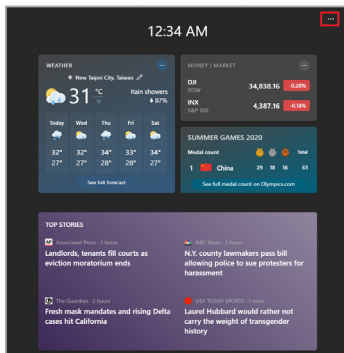 12:34 AM
WEATHER
New Taipei City, Taiwan
31 °C
°F
Rain showers
87%
Today Wed Thu Fri Sat
32° 32° 34° 33° 34°
27° 27° 28° 28° 27°
See full forecast
MONEY | MARKET
DJI
DOW
34,838.16 -0.28%
INX
S&P 500
4,387.16 -0.18%
SUMMER GAMES 2020
Medal count Total
1 China 29 18 16 63
See full medal count on Olympics.com
TOP STORIES
AP Associated Press · 2 hours
Landlords, tenants fill courts as
eviction moratorium ends
NBC News · 2 hours
N.Y. county lawmakers pass bill
allowing police to sue protesters for
harassment
The Guardian · 2 hours
Fresh mask mandates and rising Delta
cases hit California
USA TODAY SPORTS · 1 hour
Laurel Hubbard would rather not
carry the weight of transgender
history